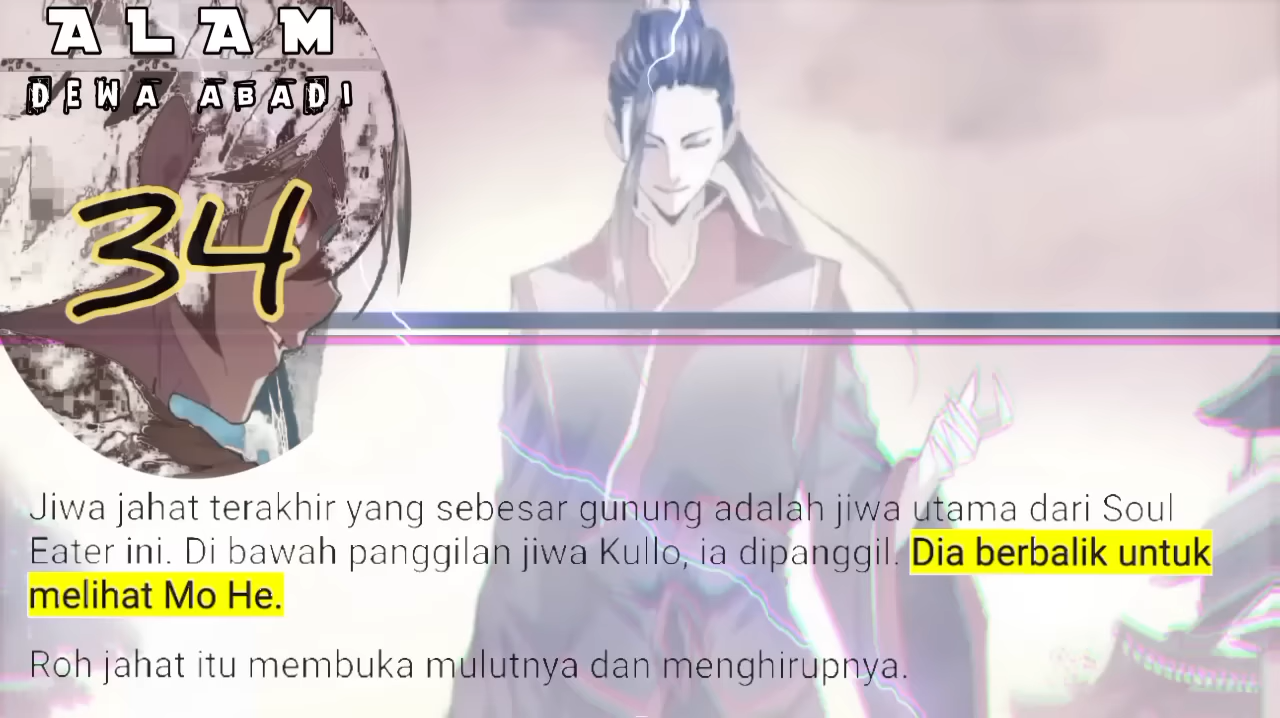 ALAM
DEWA ABADI
34
Jiwa jahat terakhir yang sebesar gunung adalah jiwa utama dari Soul
Eater ini. Di bawah panggilan jiwa Kullo, ia dipanggil. Dia berbalik untuk
melihat Mo He.
Roh jahat itu membuka mulutnya dan menghirupnya.